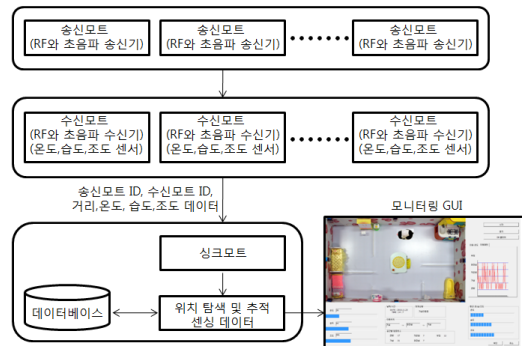 송신모트
(RF와 초음파 송신기)
송신모트
(RF와 초음파 송신기)
송신모트
(RF와 초음파 송신기)
수신모트
(RF와 초음파 수신기)
(온도,습도,조도 센서)
수신모트
(RF와 초음파 수신기)
(온도,습도,조도 센서)
수신모트
(RF와 초음파 수신기)
(온도,습도,조도 센서)
송신모트 ID, 수신모트 ID,
거리,온도, 습도,조도 데이터
모니터링 GUI
싱크모트
데이터베이스
위치 탐색 및 추적
센싱 데이터